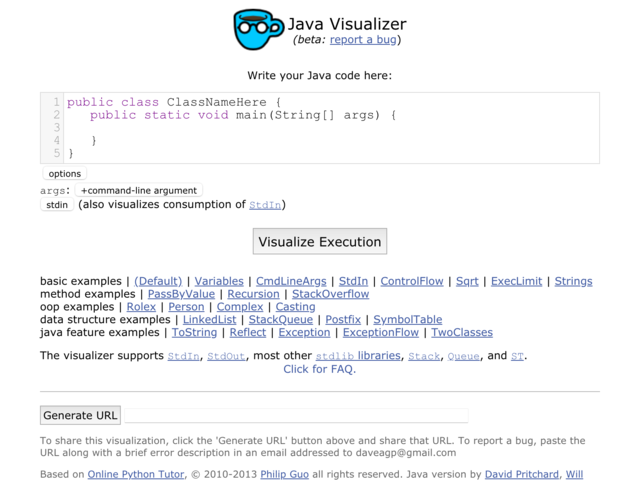 Java Visualizer
(beta: report a bug)
Write your Java code here:
1 public class ClassNameHere {
2 public static void main(String[] args) {
3
4 }
5 }
options
args: +command-line argument
stdin (also visualizes consumption of StdIn)
Visualize Execution
basic examples | (Default) | Variables | CmdLineArgs | StdIn | ControlFlow | Sqrt | ExecLimit | Strings
method examples | PassByValue | Recursion | StackOverflow
oop examples | Rolex | Person | Complex | Casting
data structure examples | LinkedList | StackQueue | Postfix | SymbolTable
java feature examples | ToString | Reflect | Exception | ExceptionFlow | TwoClasses
The visualizer supports StdIn, StdOut, most other stdlib libraries, Stack, Queue, and ST.
Click for FAQ.
Generate URL
To share this visualization, click the 'Generate URL' button above and share that URL. To report a bug, paste the
URL along with a brief error description in an email addressed to daveagp@gmail.com
Based on Online Python Tutor, © 2010-2013 Philip Guo all rights reserved. Java version by David Pritchard, Will